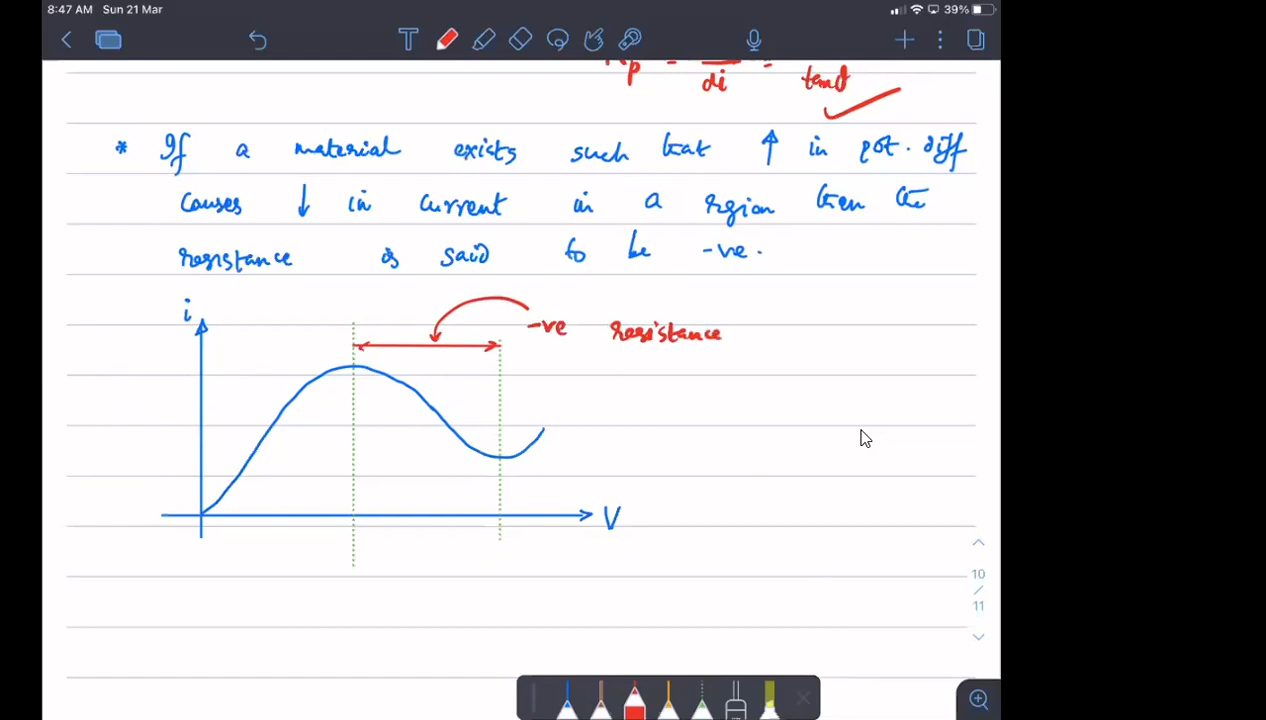 8:47 AM Sun 21 Mar 39%
T
p = di = tanθ
* If a material exists such that ↑ in pot. diff
causes ↓ in current in a region then the
resistance is said to be -ve.
i
-ve resistance
V
10
/
11